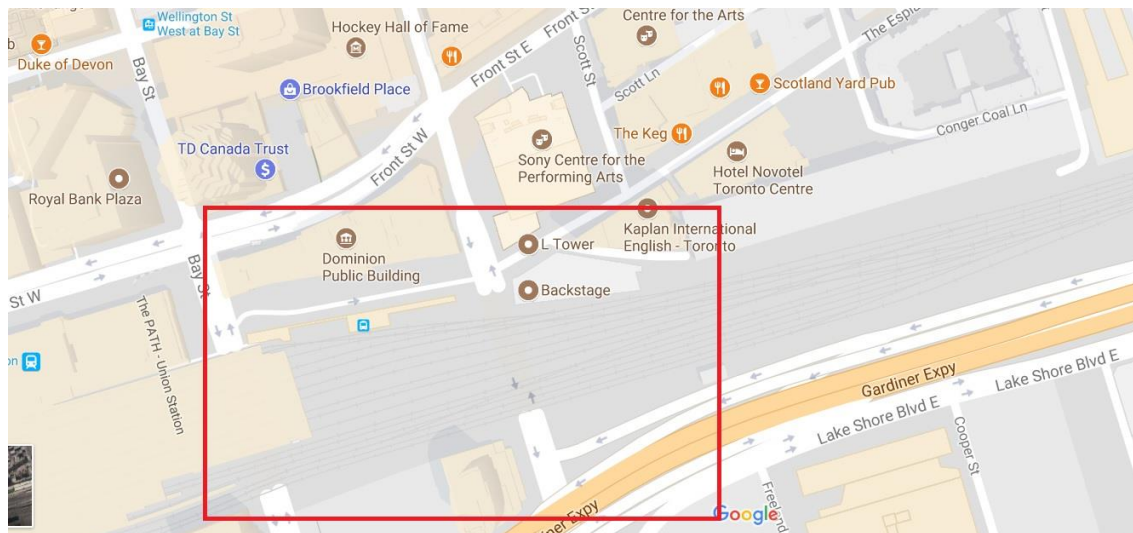 Wellington St
West at Bay St
Hockey Hall of Fame
Centre for the Arts
The Espla
Duke of Devon
Bay St
Front St E
Scott St
Scott Ln
Brookfield Place
Scotland Yard Pub
Conger Coal Ln
The Keg
TD Canada Trust
$
Front St W
Sony Centre for the
Performing Arts
Hotel Novotel
Toronto Centre
Royal Bank Plaza
Kaplan International
English - Toronto
L Tower
Dominion
Public Building
Bay St
Backstage
St W
The PATH - Union Station
on
Gardiner Expy
Lake Shore Blvd E
Lake Shore Blvd E
Cooper St
Freeland
Google
diner Expy